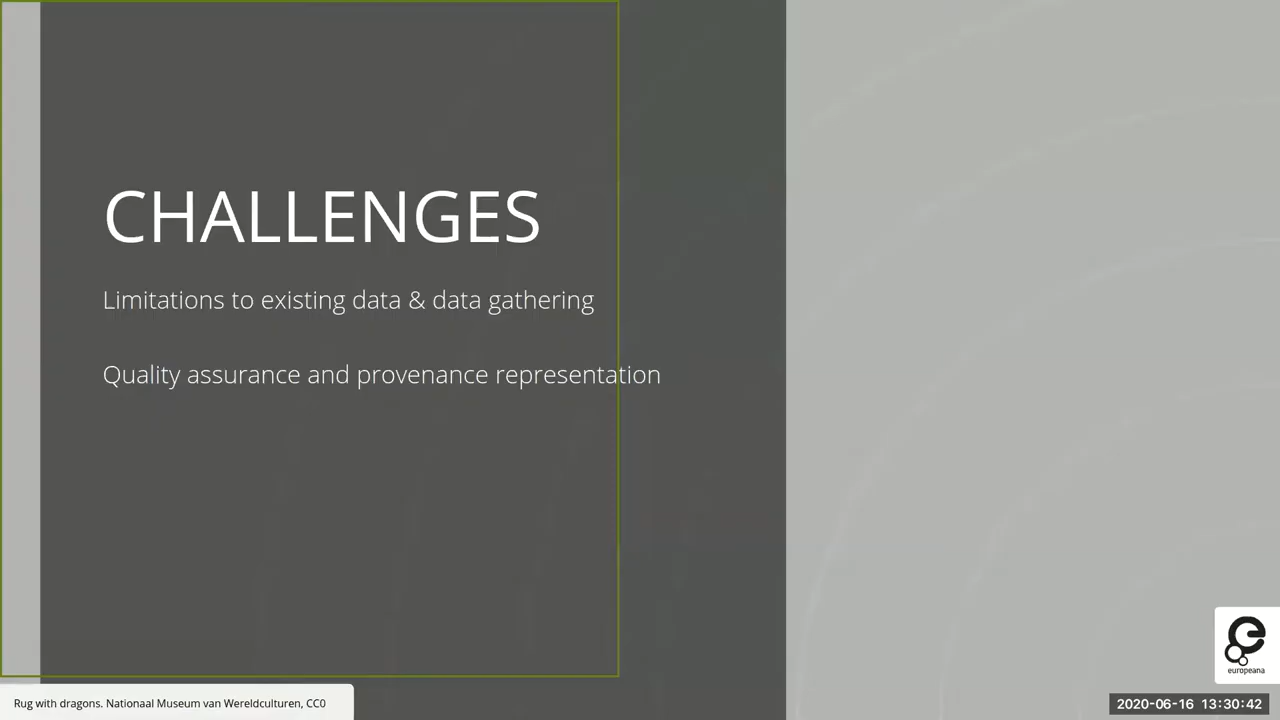 CHALLENGES
Limitations to existing data & data gathering
Quality assurance and provenance representation
europeana
Rug with dragons. Nationaal Museum van Wereldculturen, CC0
2020-06-16 13:30:42